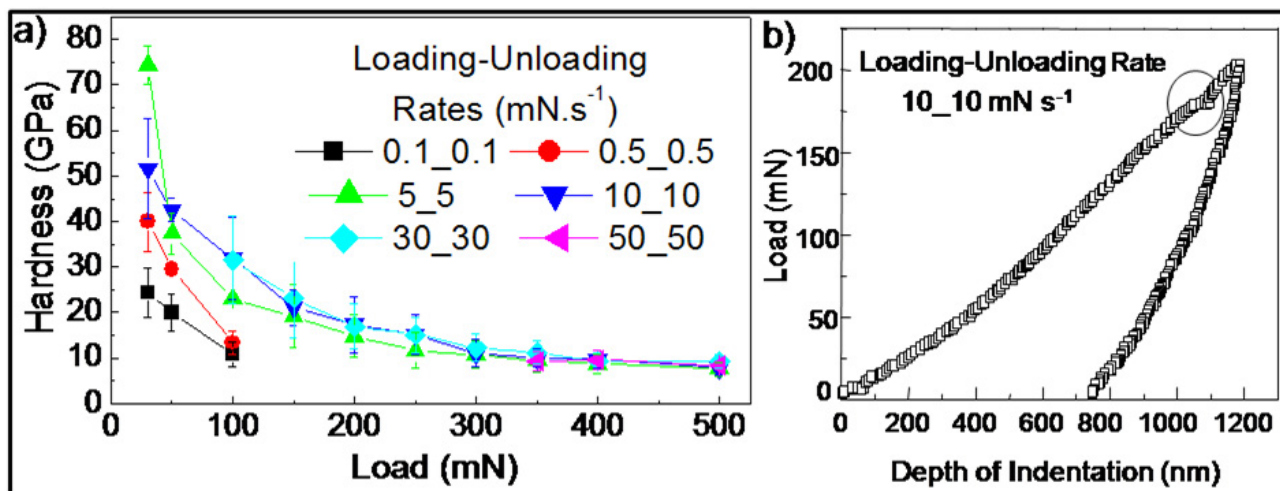 a)
80
70
60
50
40
30
20
10
0
Hardness (GPa)
Loading-Unloading
Rates (mN.s⁻¹)
0.1_0.1 0.5_0.5
5_5 10_10
30_30 50_50
0 100 200 300 400 500
Load (mN)
b)
Loading-Unloading Rate
10_10 mN s⁻¹
200
150
100
50
0
Load (mN)
0 200 400 600 800 1000 1200
Depth of Indentation (nm)